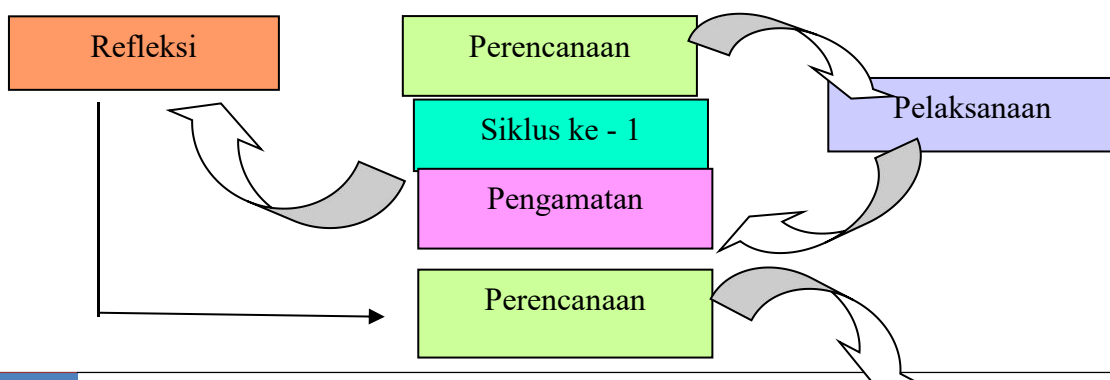 Refleksi
Perencanaan
Pelaksanaan
Siklus ke - 1
Pengamatan
Perencanaan